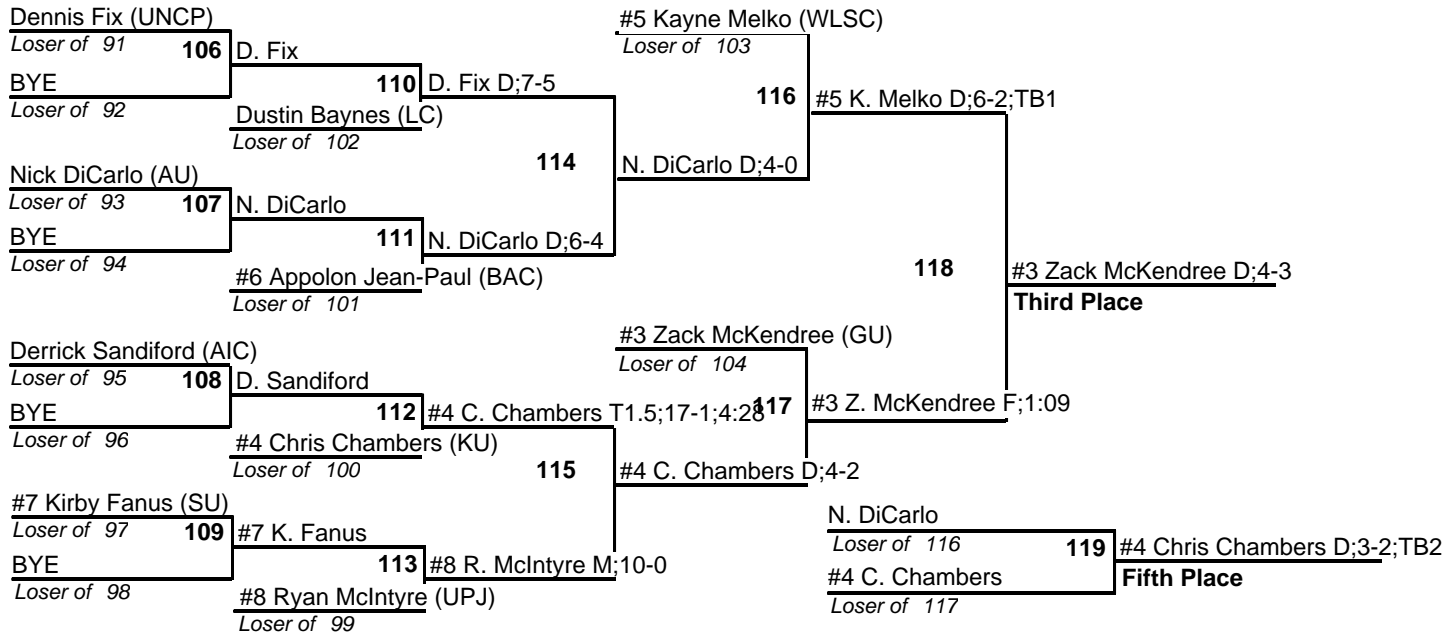 Dennis Fix (UNCP)
Loser of 91
106
D. Fix
BYE
Loser of 92
110
D. Fix D;7-5
Dustin Baynes (LC)
Loser of 102
114
Nick DiCarlo (AU)
Loser of 93
107
N. DiCarlo
BYE
Loser of 94
111
N. DiCarlo D;6-4
#6 Appolon Jean-Paul (BAC)
Loser of 101
#5 Kayne Melko (WLSC)
Loser of 103
116
#5 K. Melko D;6-2;TB1
N. DiCarlo D;4-0
118
#3 Zack McKendree D;4-3
Third Place
Derrick Sandiford (AIC)
Loser of 95
108
D. Sandiford
BYE
Loser of 96
112
#4 C. Chambers T1.5;17-1;4:28
#4 Chris Chambers (KU)
Loser of 100
115
#7 Kirby Fanus (SU)
Loser of 97
109
#7 K. Fanus
BYE
Loser of 98
113
#8 R. McIntyre M;10-0
#8 Ryan McIntyre (UPJ)
Loser of 99
#3 Zack McKendree (GU)
Loser of 104
117
#3 Z. McKendree F;1:09
#4 C. Chambers D;4-2
N. DiCarlo
Loser of 116
119
#4 Chris Chambers D;3-2;TB2
#4 C. Chambers
Fifth Place
Loser of 117